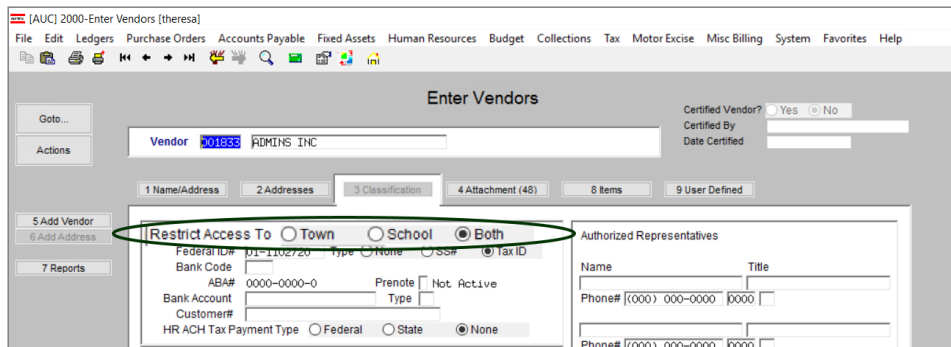 [AUC] 2000-Enter Vendors [theresa]
File Edit Ledgers Purchase Orders Accounts Payable Fixed Assets Human Resources Budget Collections Tax Motor Excise Misc Billing System Favorites Help
Enter Vendors
Goto...
Actions
Certified Vendor? Yes No
Certified By
Date Certified
Vendor 001833 ADMINS INC
1 Name/Address 2 Addresses 3 Classification 4 Attachment (48) 8 Items 9 User Defined
5 Add Vendor
6 Add Address
7 Reports
Restrict Access To Town School Both
Federal ID# 01-1102720 Type None SS# Tax ID
Bank Code
ABA# 0000-0000-0 Prenote Not Active
Bank Account Type
Customer#
HR ACH Tax Payment Type Federal State None
Authorized Representatives
Name Title
Phone# (000) 000-0000 0000
Phone# (000) 000-0000 0000